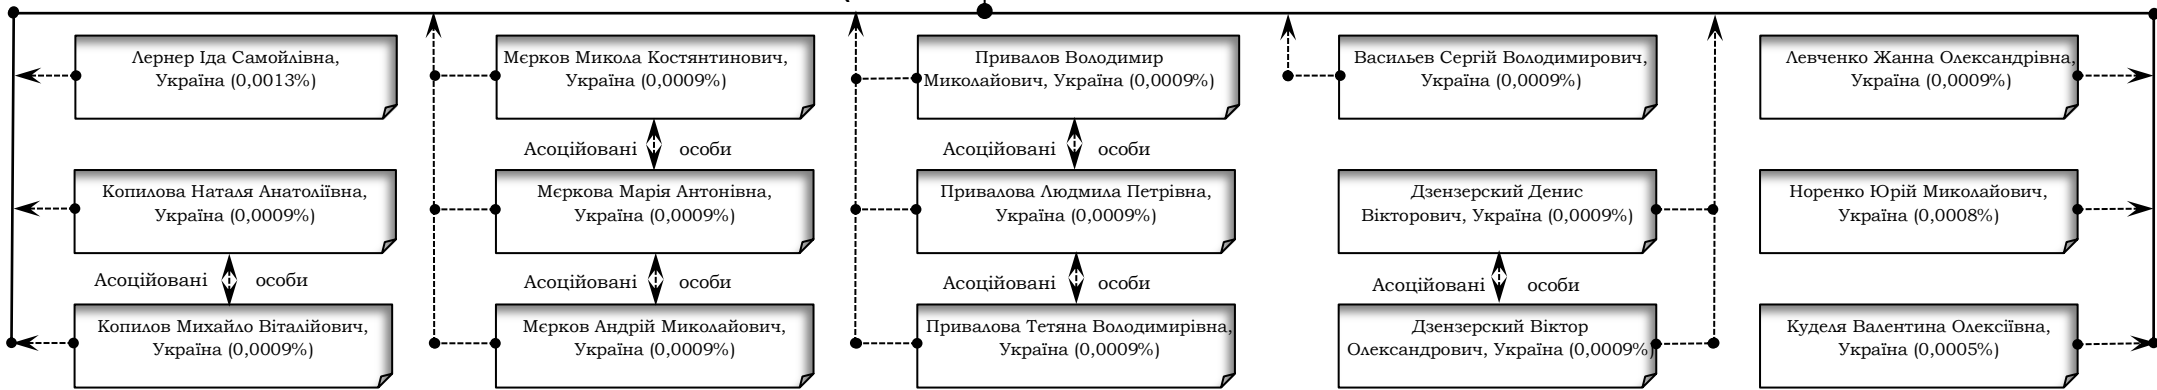 Лернер Іда Самойлівна,
Україна (0,0013%)
Мєрков Микола Костянтинович,
Україна (0,0009%)
Привалов Володимир
Миколайович, Україна (0,0009%)
Васильев Сергій Володимирович,
Україна (0,0009%)
Левченко Жанна Олександрівна,
Україна (0,0009%)
Асоційовані особи
Асоційовані особи
Копилова Наталя Анатоліївна,
Україна (0,0009%)
Мєркова Марія Антонівна,
Україна (0,0009%)
Привалова Людмила Петрівна,
Україна (0,0009%)
Дзензерский Денис
Вікторович, Україна (0,0009%)
Норенко Юрій Миколайович,
Україна (0,0008%)
Асоційовані особи
Асоційовані особи
Асоційовані особи
Асоційовані особи
Копилов Михайло Віталійович,
Україна (0,0009%)
Мєрков Андрій Миколайович,
Україна (0,0009%)
Привалова Тетяна Володимирівна,
Україна (0,0009%)
Дзензерский Віктор
Олександрович, Україна (0,0009%)
Куделя Валентина Олексіївна,
Україна (0,0005%)